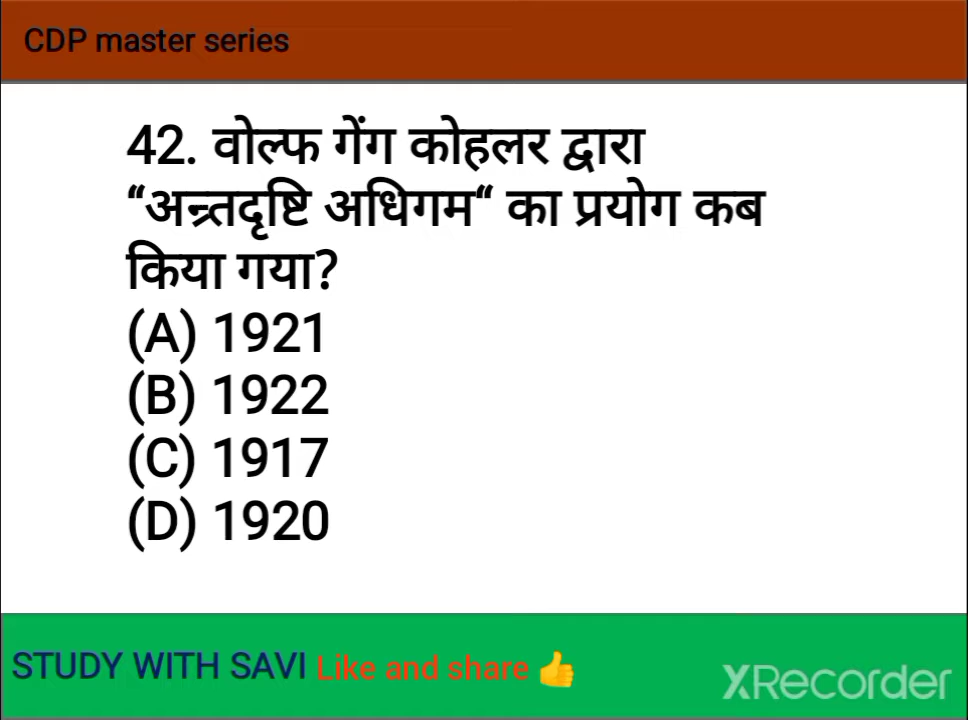 CDP master series
42. वोल्फ गेंग कोहलर द्वारा
“अन्र्तदृष्टि अधिगम“ का प्रयोग कब
किया गया?
(A) 1921
(B) 1922
(C) 1917
(D) 1920
STUDY WITH SAVI Like and share 👍
XRecorder